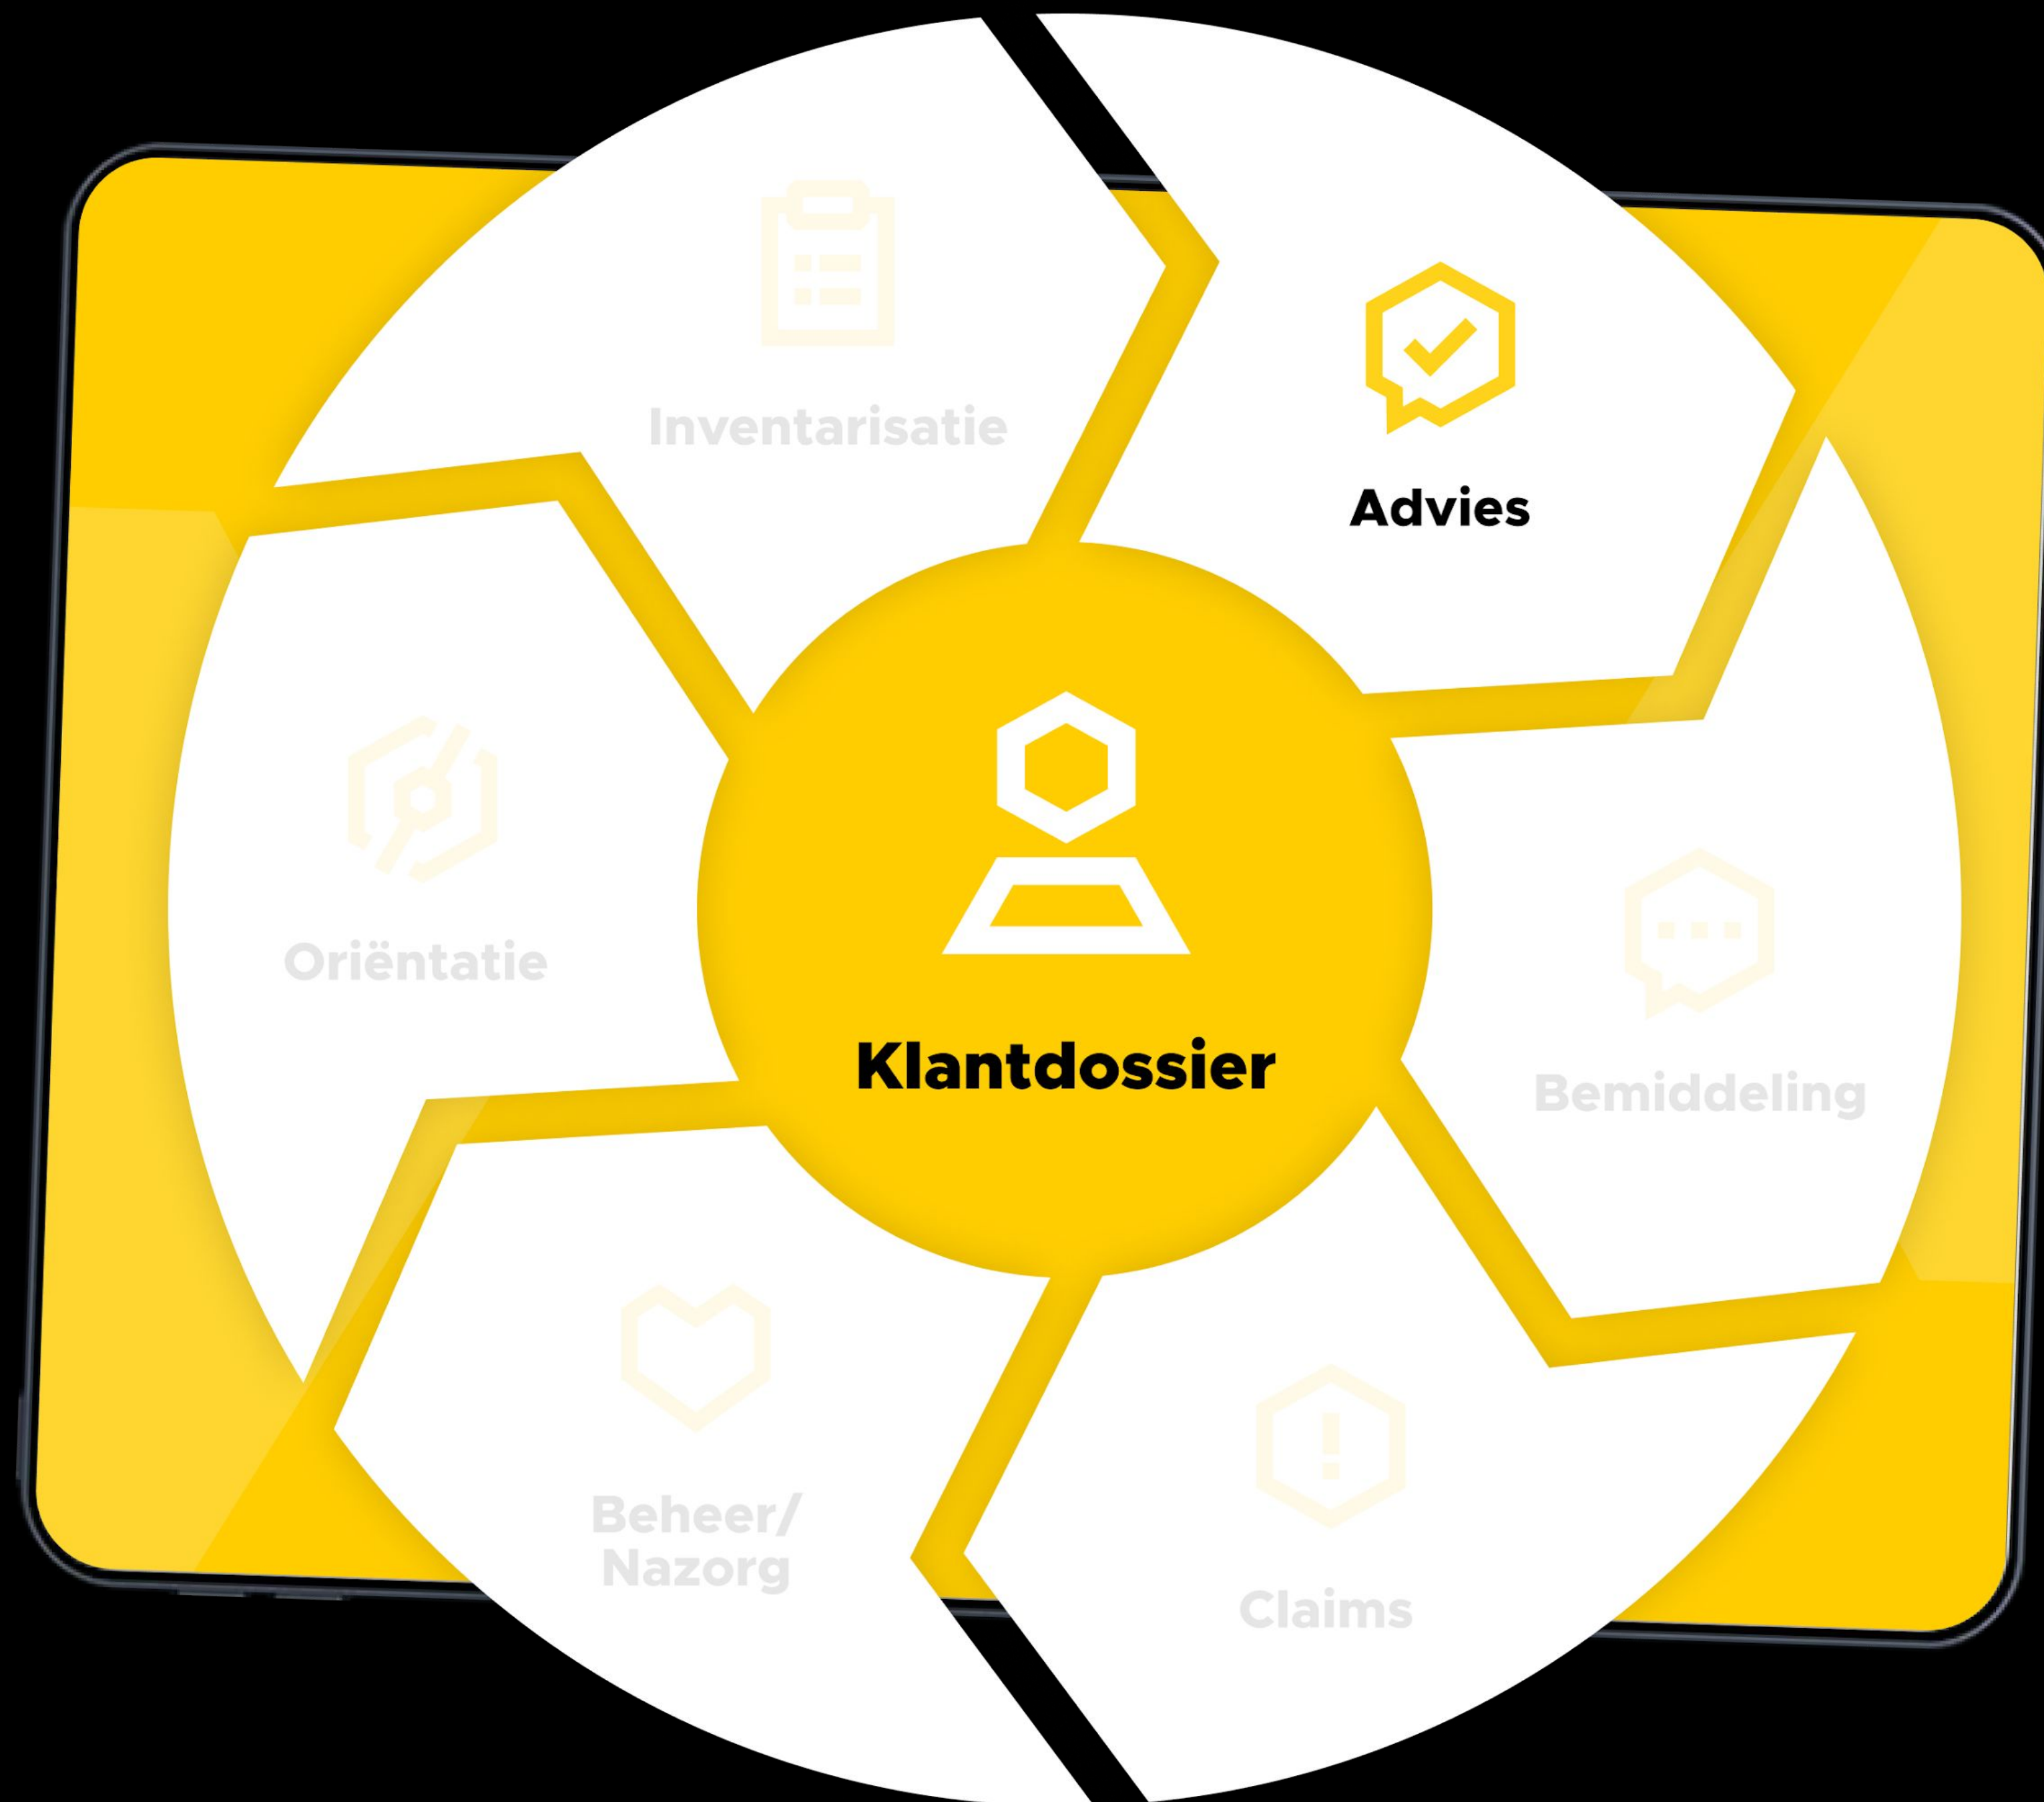 Inventarisatie
Advies
Oriëntatie
Klantdossier
Bemiddeling
Beheer/
Nazorg
Claims